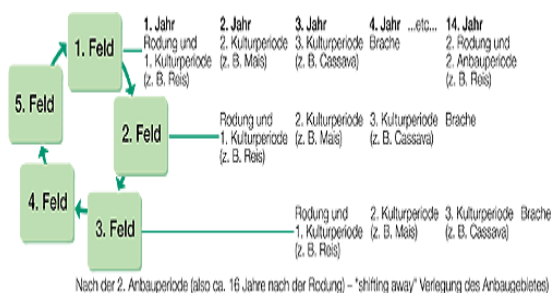 1. Jahr 2. Jahr 3. Jahr 4. Jahr ...etc... 14. Jahr
1. Feld
Rodung und 2. Kulturperiode 3. Kulturperiode Brache 2. Rodung und
1. Kulturperiode (z. B. Mais) (z. B. Cassava) 2. Anbauperiode
(z. B. Reis) (z. B. Reis)
5. Feld
2. Feld
Rodung und 2. Kulturperiode 3. Kulturperiode Brache
1. Kulturperiode (z. B. Mais) (z. B. Cassava)
(z. B. Reis)
4. Feld
3. Feld
Rodung und 2. Kulturperiode 3. Kulturperiode Brache
1. Kulturperiode (z. B. Mais) (z. B. Cassava)
(z. B. Reis)
Nach der 2. Anbauperiode (also ca. 16 Jahre nach der Rodung) – "shifting away" Verlegung des Anbaugebietes)